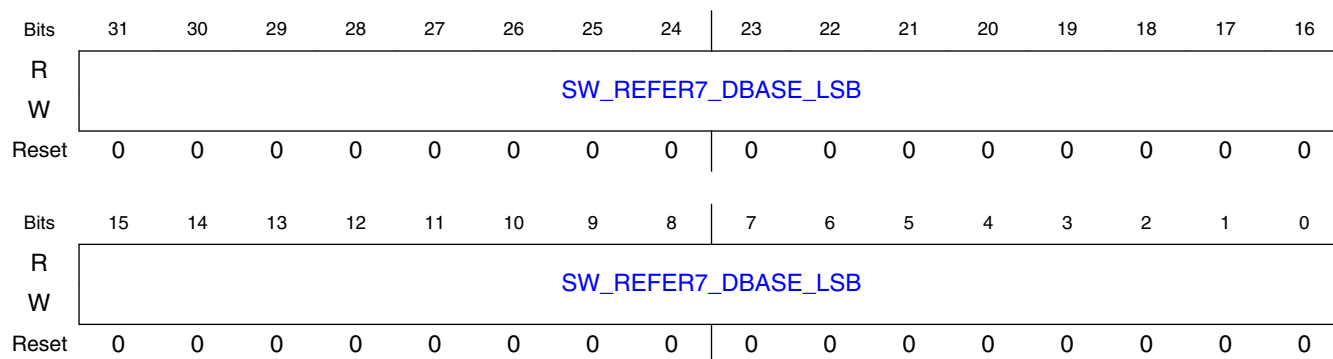 Bits 31 30 29 28 27 26 25 24 23 22 21 20 19 18 17 16
R
SW_REFER7_DBASE_LSB
W
Reset 0 0 0 0 0 0 0 0 0 0 0 0 0 0 0 0
Bits 15 14 13 12 11 10 9 8 7 6 5 4 3 2 1 0
R
SW_REFER7_DBASE_LSB
W
Reset 0 0 0 0 0 0 0 0 0 0 0 0 0 0 0 0